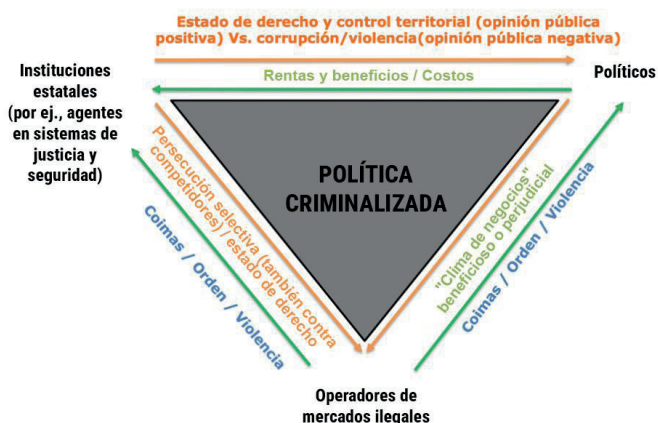 Estado de derecho y control territorial (opinión pública
positiva) Vs. corrupción/violencia(opinión pública negativa)
Rentas y beneficios / Costos
Instituciones
estatales
(por ej., agentes
en sistemas de
justicia y
seguridad)
Políticos
POLÍTICA
CRIMINALIZADA
Persecución selectiva (también contra
competidores) / estado de derecho
Coimas / Orden / Violencia
"Clima de negocios"
beneficioso o perjudicial
Coimas / Orden / Violencia
Operadores de
mercados ilegales